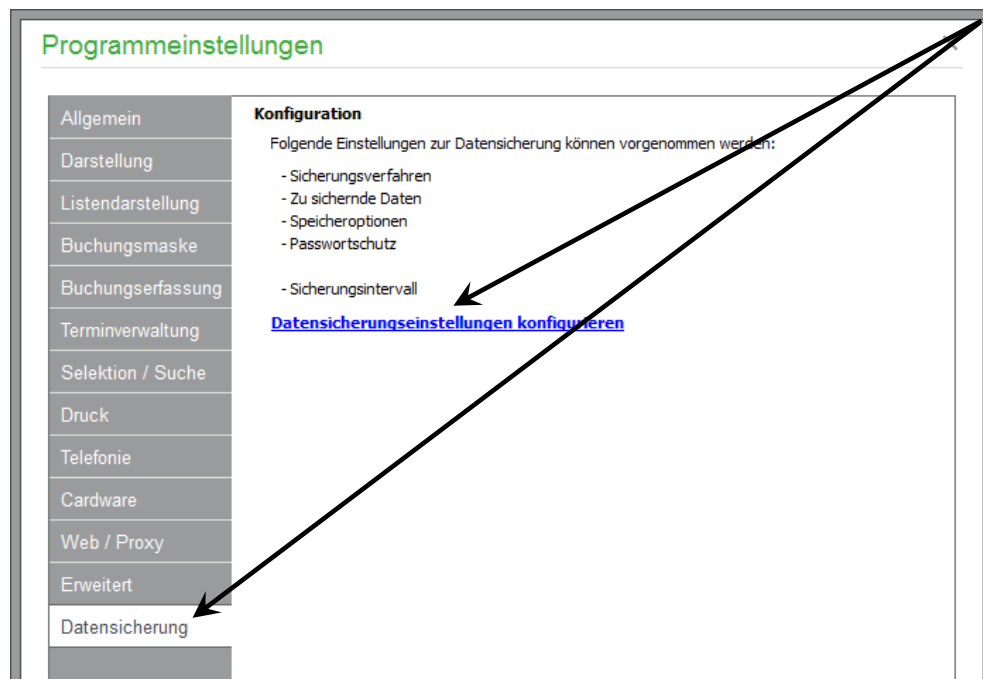 Programmeinstellungen
Allgemein
Darstellung
Listendarstellung
Buchungsmaske
Buchungserfassung
Terminverwaltung
Selektion / Suche
Druck
Telefonie
Cardware
Web / Proxy
Erweitert
Datensicherung
Konfiguration
Folgende Einstellungen zur Datensicherung können vorgenommen werden:
- Sicherungsverfahren
- Zu sichernde Daten
- Speicheroptionen
- Passwortschutz
- Sicherungsintervall
Datensicherungseinstellungen konfigurieren